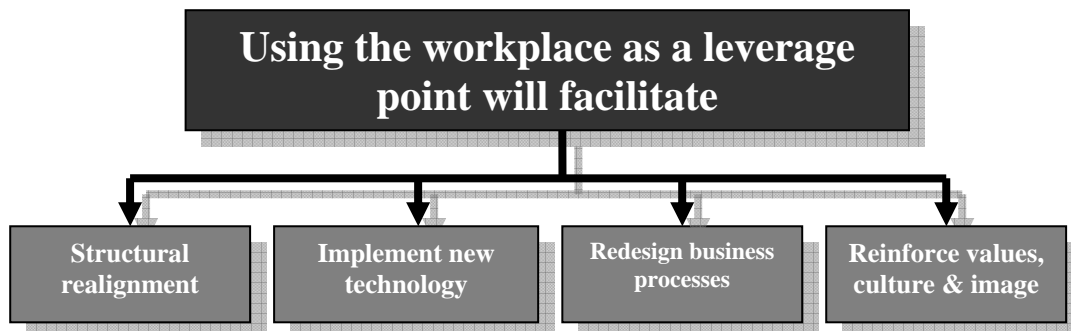 Using the workplace as a leverage
point will facilitate
Structural
realignment
Implement new
technology
Redesign business
processes
Reinforce values,
culture & image